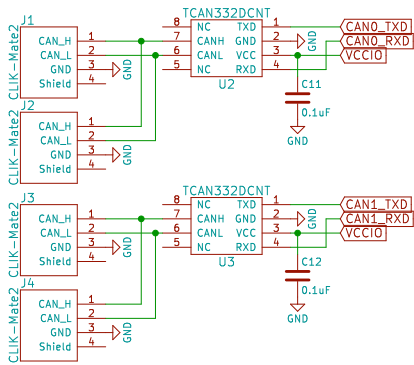 J1
CLIK-Mate2
CAN_H 1
CAN_L 2
GND 3 GND
Shield 4
J2
CLIK-Mate2
CAN_H 1
CAN_L 2
GND 3 GND
Shield 4
TCAN332DCNT
8 NC TXD 1 CAN0_TXD
7 CANH GND 2 GND CAN0_RXD
6 CANL VCC 3 VCCIO
5 NC RXD 4
U2
C11
0.1uF
GND
J3
CLIK-Mate2
CAN_H 1
CAN_L 2
GND 3 GND
Shield 4
J4
CLIK-Mate2
CAN_H 1
CAN_L 2
GND 3 GND
Shield 4
TCAN332DCNT
8 NC TXD 1 CAN1_TXD
7 CANH GND 2 GND CAN1_RXD
6 CANL VCC 3 VCCIO
5 NC RXD 4
U3
C12
0.1uF
GND